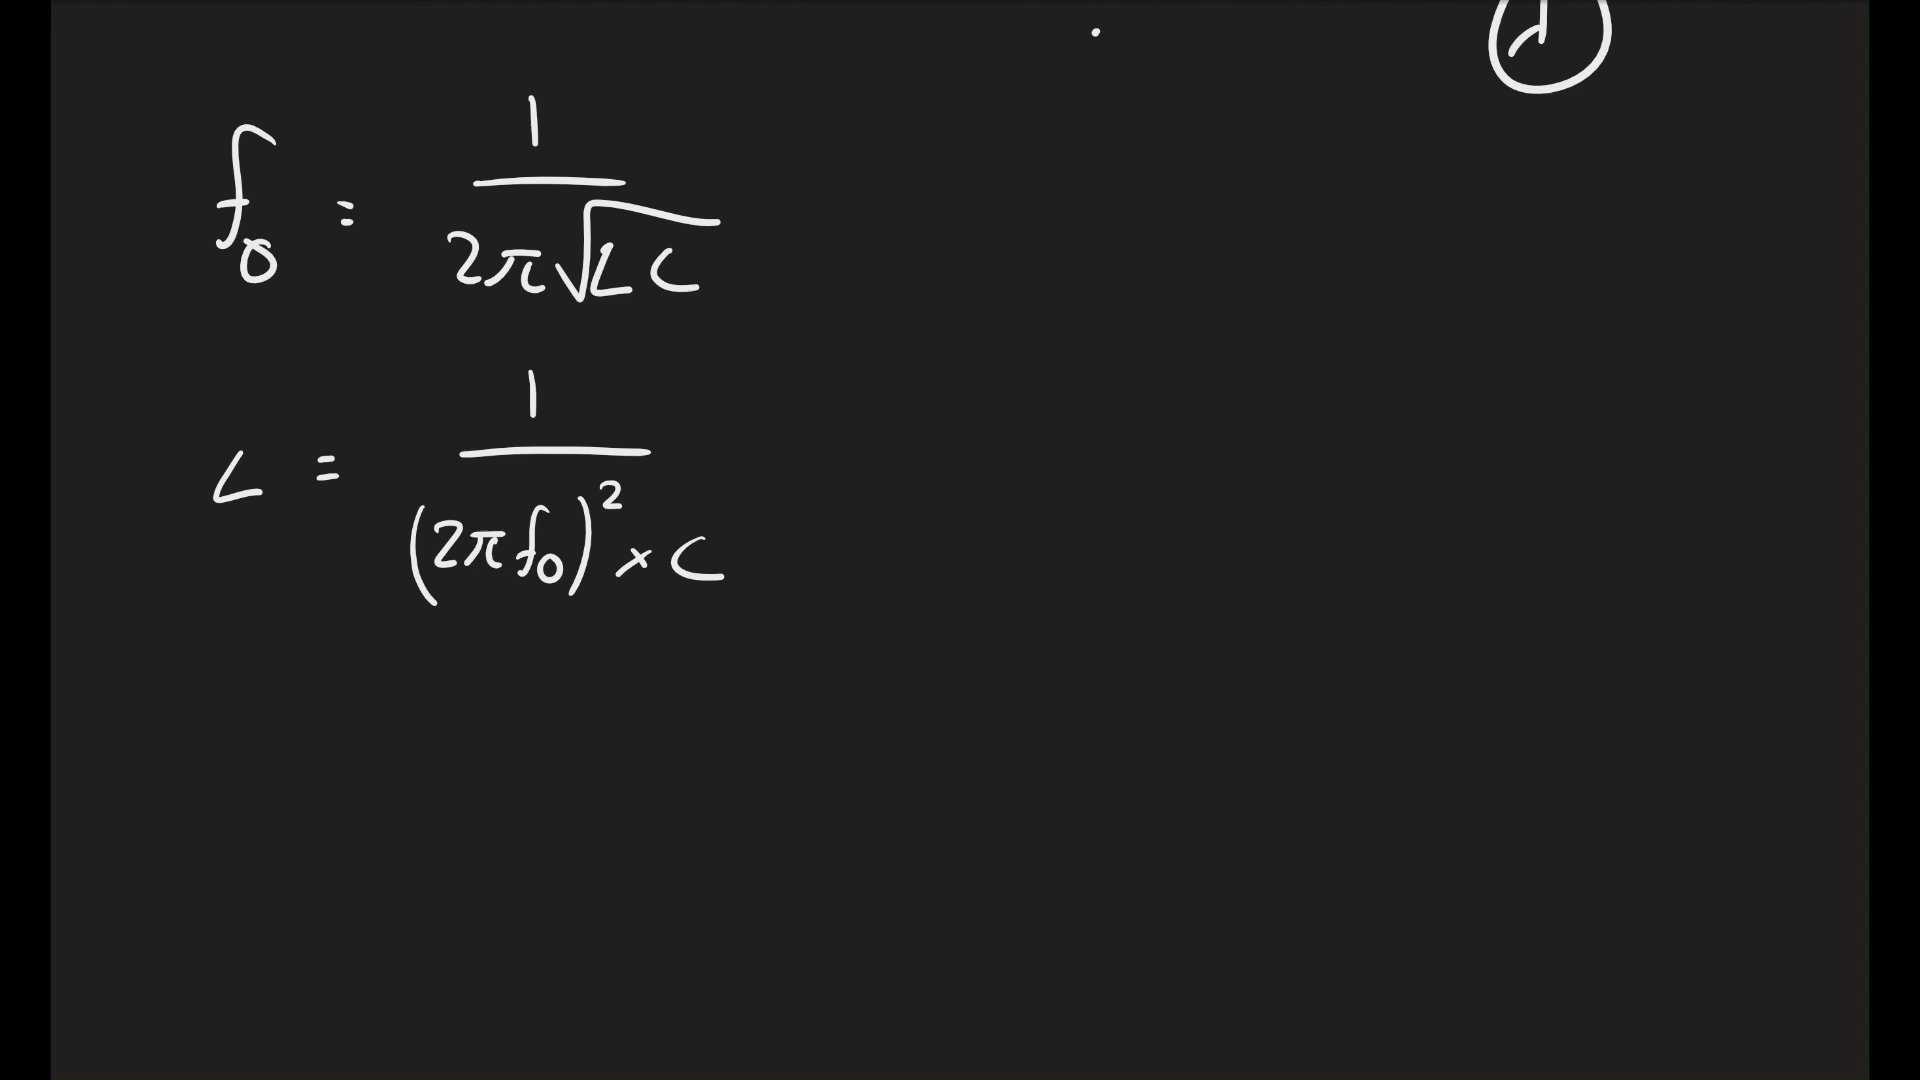 f₀ = 1 / (2π√LC)
L = 1 / ((2πf₀)² × C)